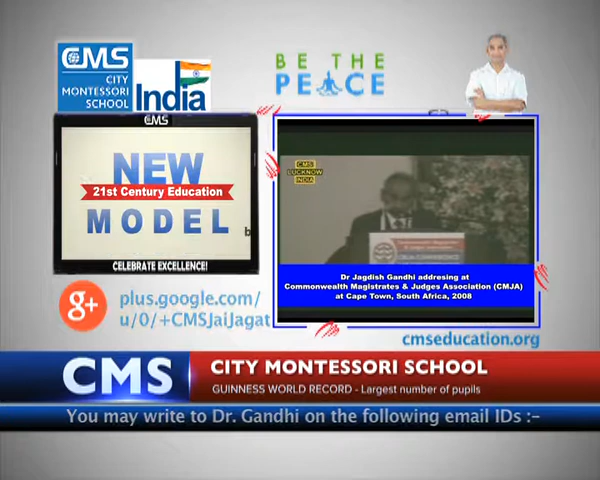 CMS
CITY
MONTESSORI
SCHOOL
India
BE THE
PEACE
CMS
NEW
21st Century Education
MODEL
CELEBRATE EXCELLENCE!
CMS
LUCKNOW
INDIA
Dr Jagdish Gandhi addresing at
Commonwealth Magistrates & Judges Association (CMJA)
at Cape Town, South Africa, 2008
g+
plus.google.com/
u/0/+CMSJaiJagat
cmseducation.org
CMS
CITY MONTESSORI SCHOOL
GUINNESS WORLD RECORD - Largest number of pupils
You may write to Dr. Gandhi on the following email IDs :-